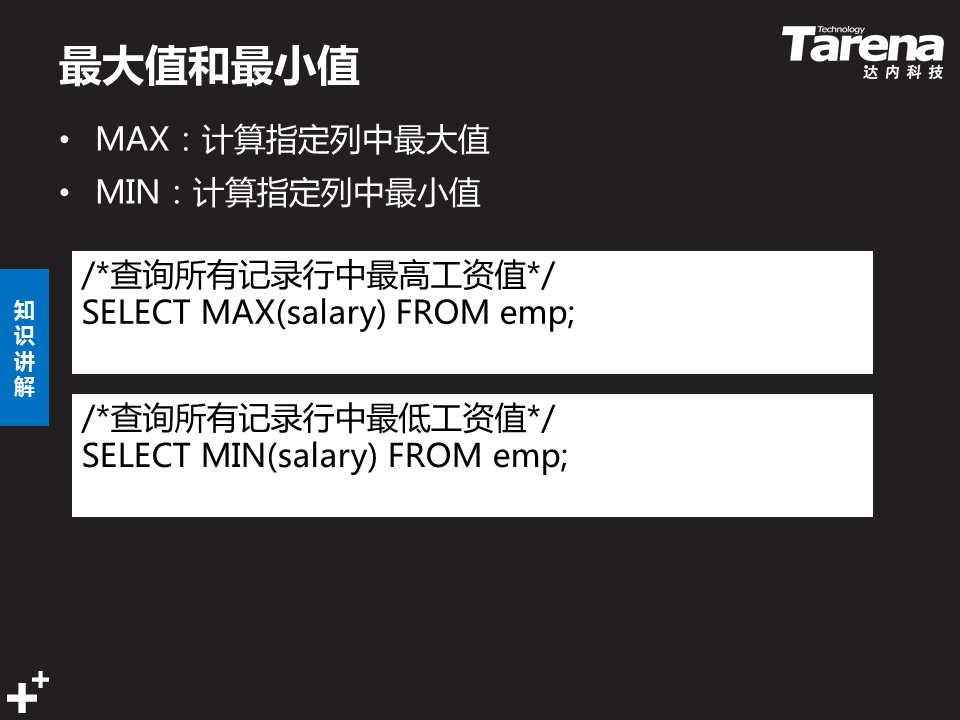 最大值和最小值
Technology
Tarena
达内科技
• MAX：计算指定列中最大值
• MIN：计算指定列中最小值
/*查询所有记录行中最高工资值*/
SELECT MAX(salary) FROM emp;
知识讲解
/*查询所有记录行中最低工资值*/
SELECT MIN(salary) FROM emp;